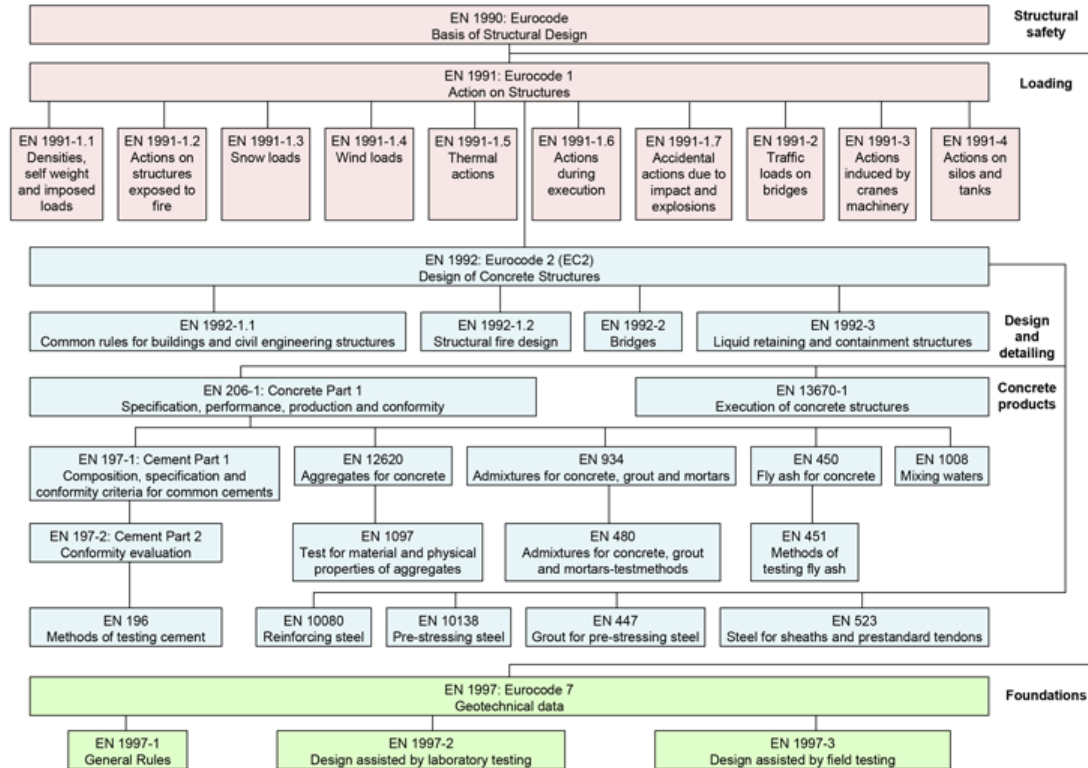 EN 1990: Eurocode
Basis of Structural Design
Structural
safety
EN 1991: Eurocode 1
Action on Structures
Loading
EN 1991-1.1
Densities,
self weight
and imposed
loads
EN 1991-1.2
Actions on
structures
exposed to
fire
EN 1991-1.3
Snow loads
EN 1991-1.4
Wind loads
EN 1991-1.5
Thermal
actions
EN 1991-1.6
Actions
during
execution
EN 1991-1.7
Accidental
actions due to
impact and
explosions
EN 1991-2
Traffic
loads on
bridges
EN 1991-3
Actions
induced by
cranes
machinery
EN 1991-4
Actions on
silos and
tanks
EN 1992: Eurocode 2 (EC2)
Design of Concrete Structures
EN 1992-1.1
Common rules for buildings and civil engineering structures
EN 1992-1.2
Structural fire design
EN 1992-2
Bridges
EN 1992-3
Liquid retaining and containment structures
Design
and
detailing
EN 206-1: Concrete Part 1
Specification, performance, production and conformity
EN 13670-1
Execution of concrete structures
Concrete
products
EN 197-1: Cement Part 1
Composition, specification and
conformity criteria for common cements
EN 12620
Aggregates for concrete
EN 934
Admixtures for concrete, grout and mortars
EN 450
Fly ash for concrete
EN 1008
Mixing waters
EN 197-2: Cement Part 2
Conformity evaluation
EN 1097
Test for material and physical
properties of aggregates
EN 480
Admixtures for concrete, grout
and mortars-testmethods
EN 451
Methods of
testing fly ash
EN 196
Methods of testing cement
EN 10080
Reinforcing steel
EN 10138
Pre-stressing steel
EN 447
Grout for pre-stressing steel
EN 523
Steel for sheaths and prestandard tendons
EN 1997: Eurocode 7
Geotechnical data
Foundations
EN 1997-1
General Rules
EN 1997-2
Design assisted by laboratory testing
EN 1997-3
Design assisted by field testing